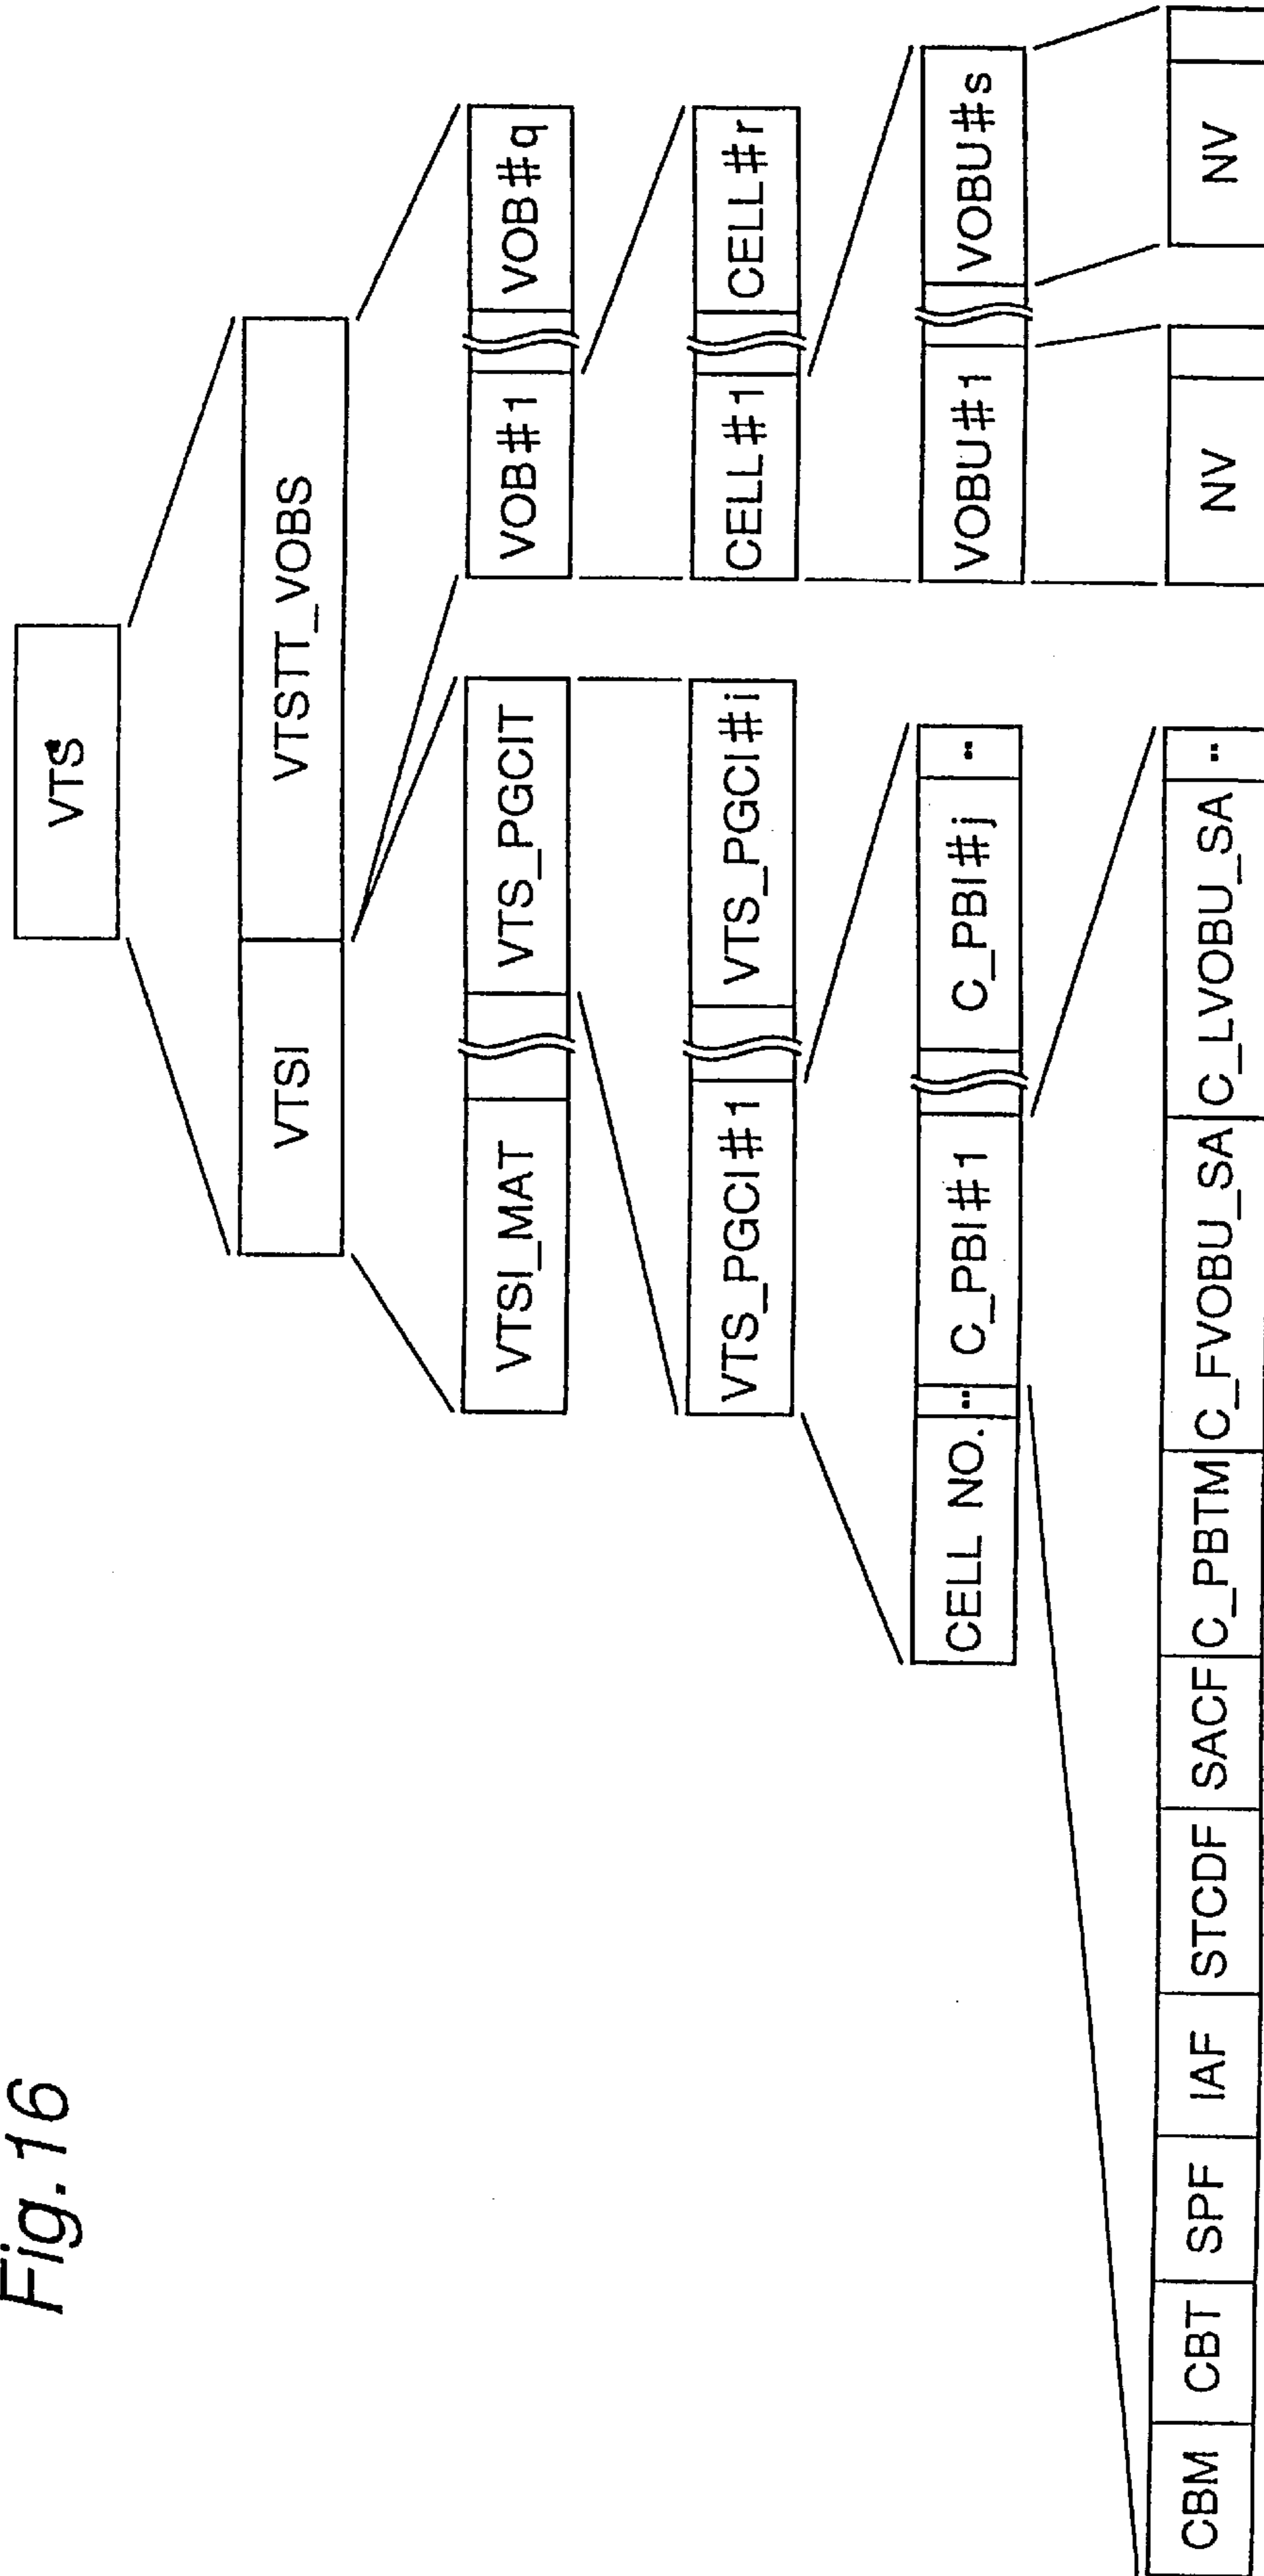 Fig.16
VTS
VTSI VTSTT_VOBS
VTSI_MAT VTS_PGCIT VOB#1 VOB#q
VTS_PGCI#1 VTS_PGCI#i CELL#1 CELL#r
CELL NO. .. C_PBI#1 C_PBI#j .. VOBU#1 VOBU#s
CBM CBT SPF IAF STCDF SACF C_PBTM C_FVOBU_SA C_LVOBU_SA .. NV NV